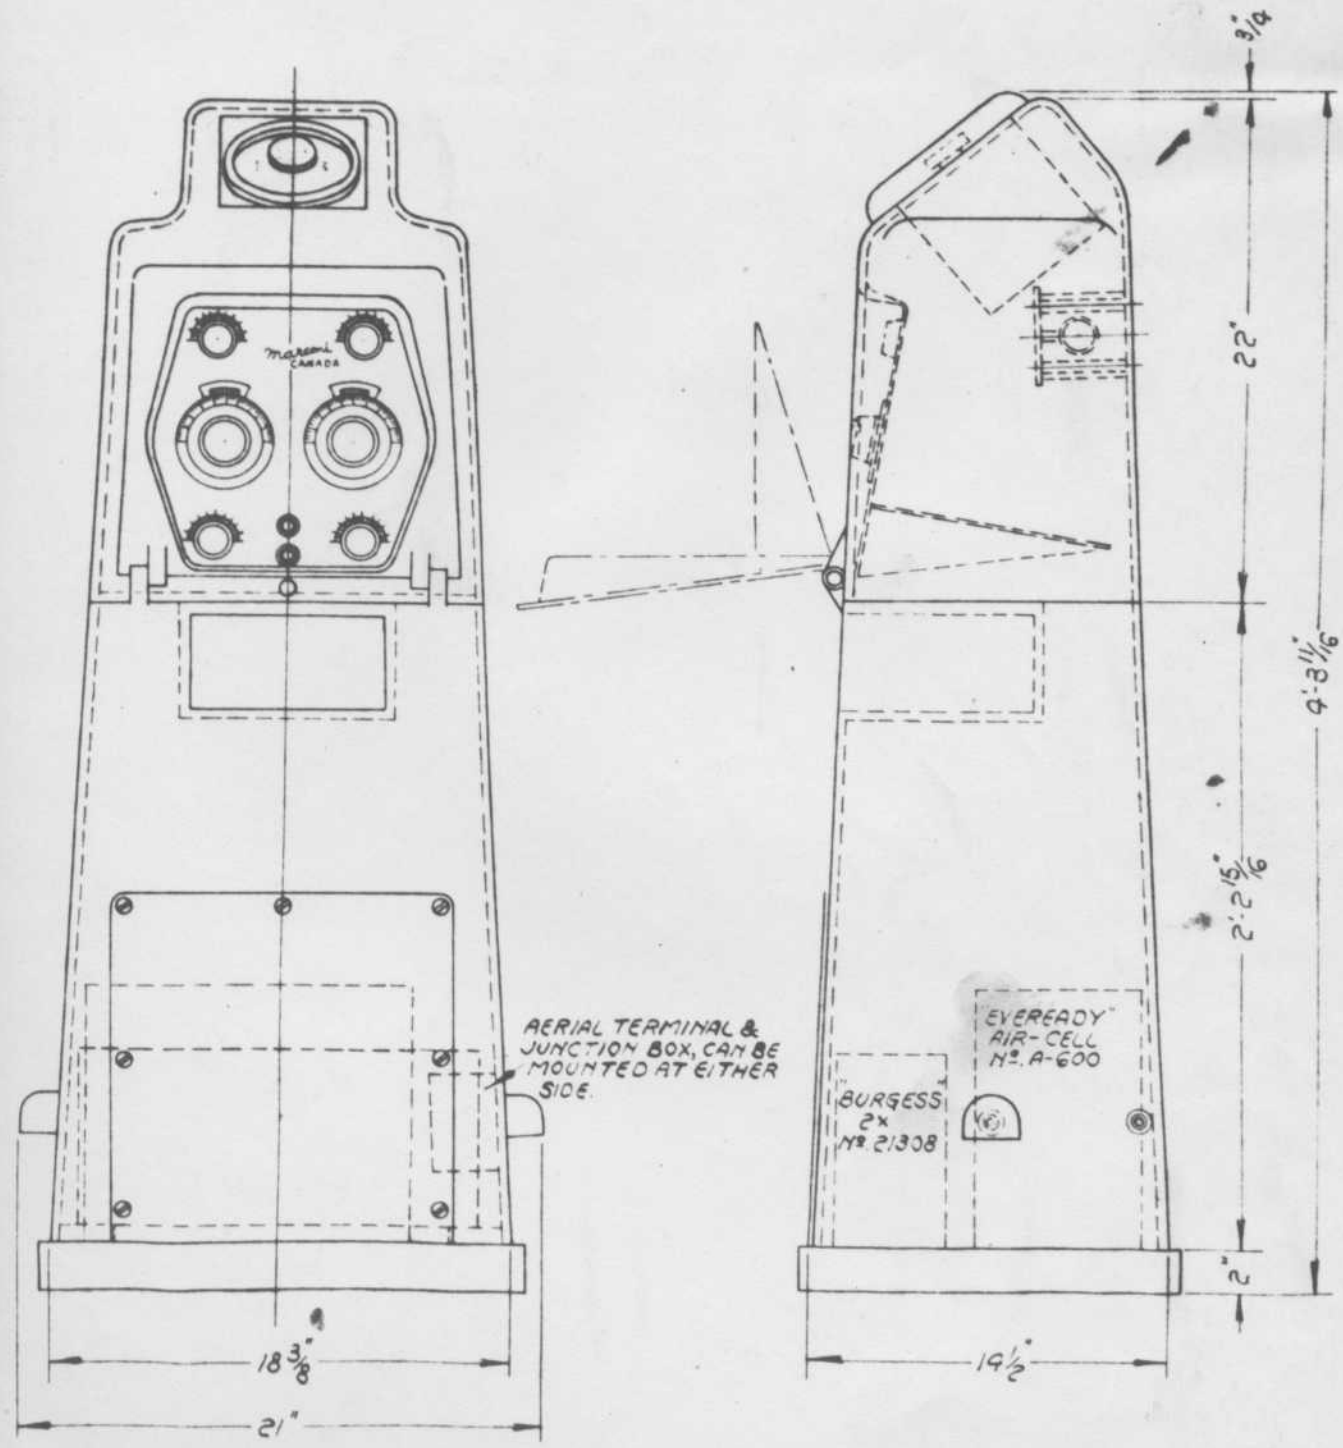 3/4"
Marconi
CANADA
22"
4'-3 11/16"
2'-2 15/16"
AERIAL TERMINAL &
JUNCTION BOX, CAN BE
MOUNTED AT EITHER
SIDE.
"EVEREADY"
AIR-CELL
Nº. A-600
"BURGESS"
2X
Nº. 21308
2"
18 3/8"
14 1/2"
21"